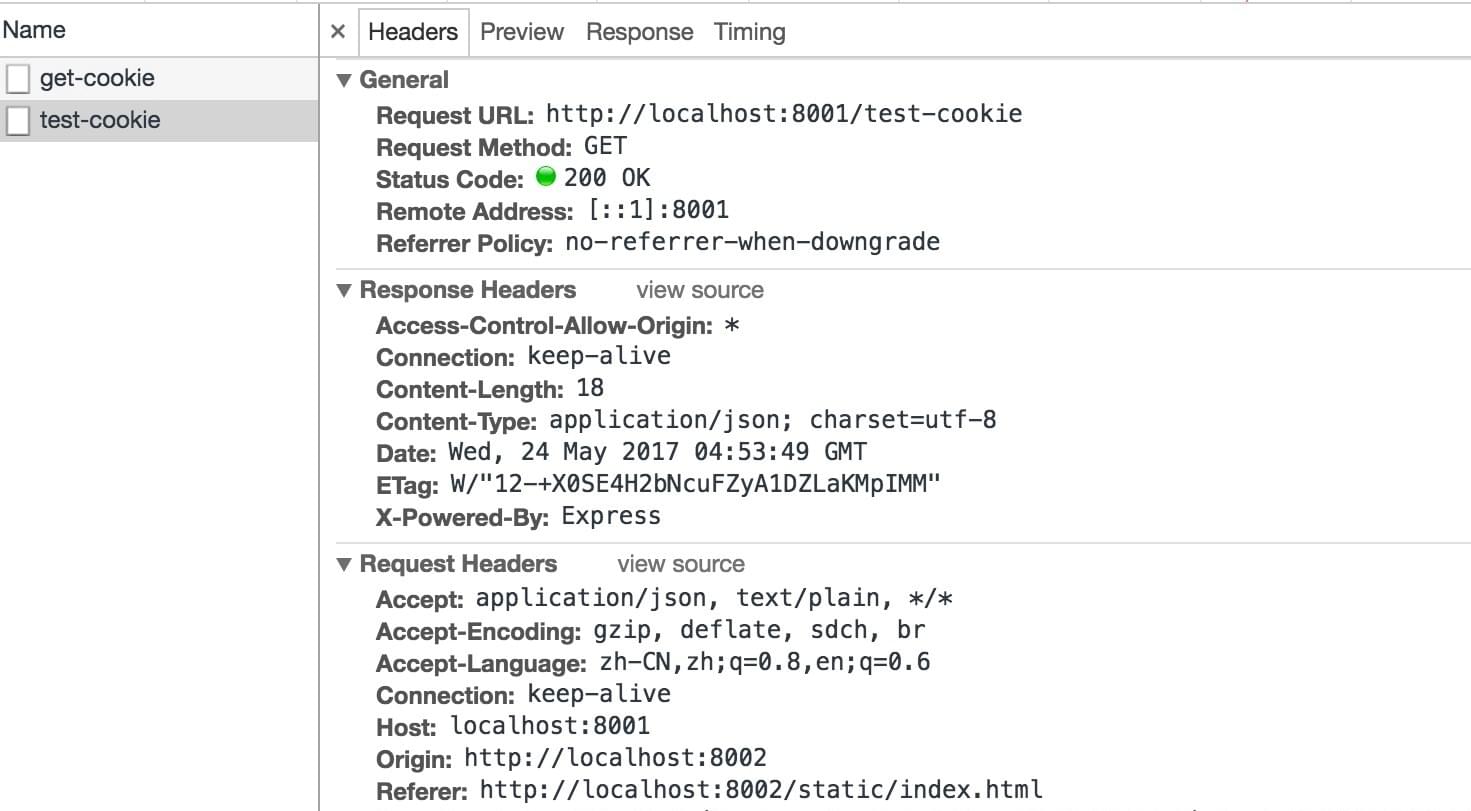 Name
get-cookie
test-cookie
× Headers Preview Response Timing
▼ General
Request URL: http://localhost:8001/test-cookie
Request Method: GET
Status Code: 200 OK
Remote Address: [::1]:8001
Referrer Policy: no-referrer-when-downgrade
▼ Response Headers view source
Access-Control-Allow-Origin: *
Connection: keep-alive
Content-Length: 18
Content-Type: application/json; charset=utf-8
Date: Wed, 24 May 2017 04:53:49 GMT
ETag: W/"12-+X0SE4H2bNcuFZyA1DZLaKMpIMM"
X-Powered-By: Express
▼ Request Headers view source
Accept: application/json, text/plain, */*
Accept-Encoding: gzip, deflate, sdch, br
Accept-Language: zh-CN,zh;q=0.8,en;q=0.6
Connection: keep-alive
Host: localhost:8001
Origin: http://localhost:8002
Referer: http://localhost:8002/static/index.html